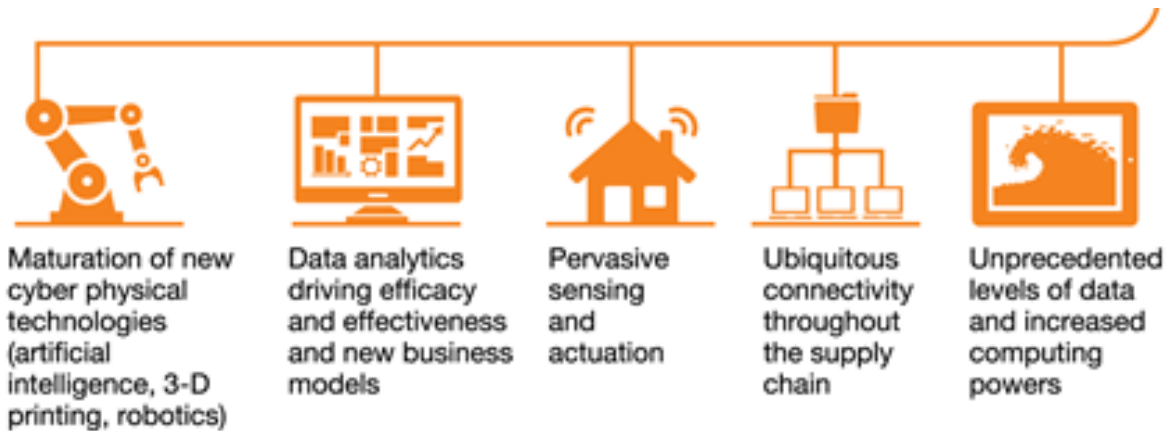 Maturation of new
cyber physical
technologies
(artificial
intelligence, 3-D
printing, robotics)
Data analytics
driving efficacy
and effectiveness
and new business
models
Pervasive
sensing
and
actuation
Ubiquitous
connectivity
throughout
the supply
chain
Unprecedented
levels of data
and increased
computing
powers